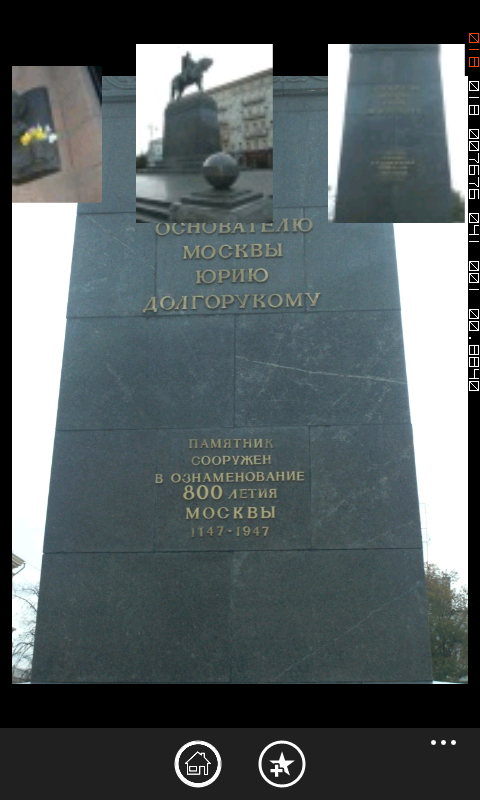 ОСНОВАТЕЛЮ
МОСКВЫ
ЮРИЮ
ДОЛГОРУКОМУ
ПАМЯТНИК
СООРУЖЕН
В ОЗНАМЕНОВАНИЕ
800 ЛЕТИЯ
МОСКВЫ
1147-1947